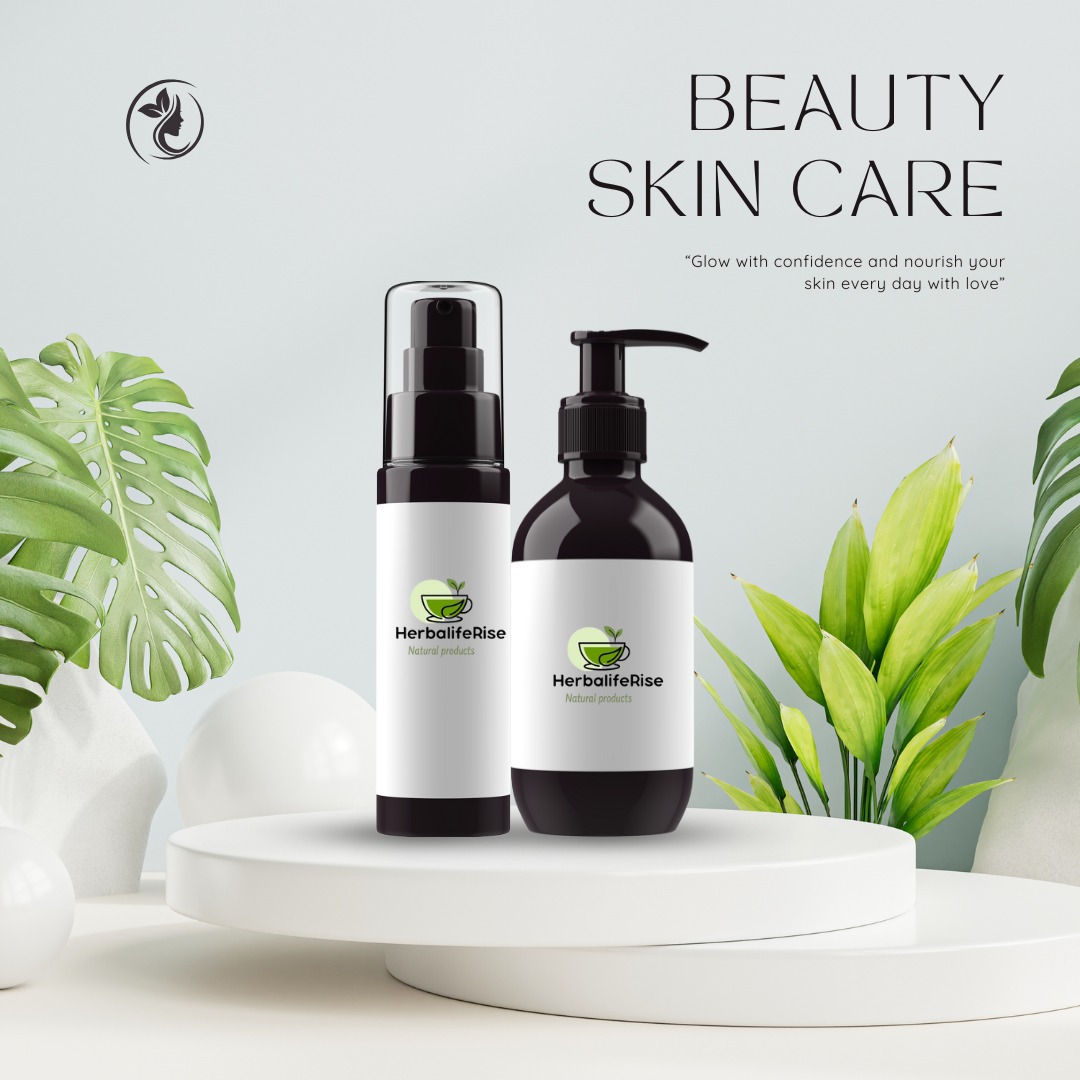 BEAUTY
SKIN CARE
“Glow with confidence and nourish your
skin every day with love”
HerbalifeRise
Natural products
HerbalifeRise
Natural products